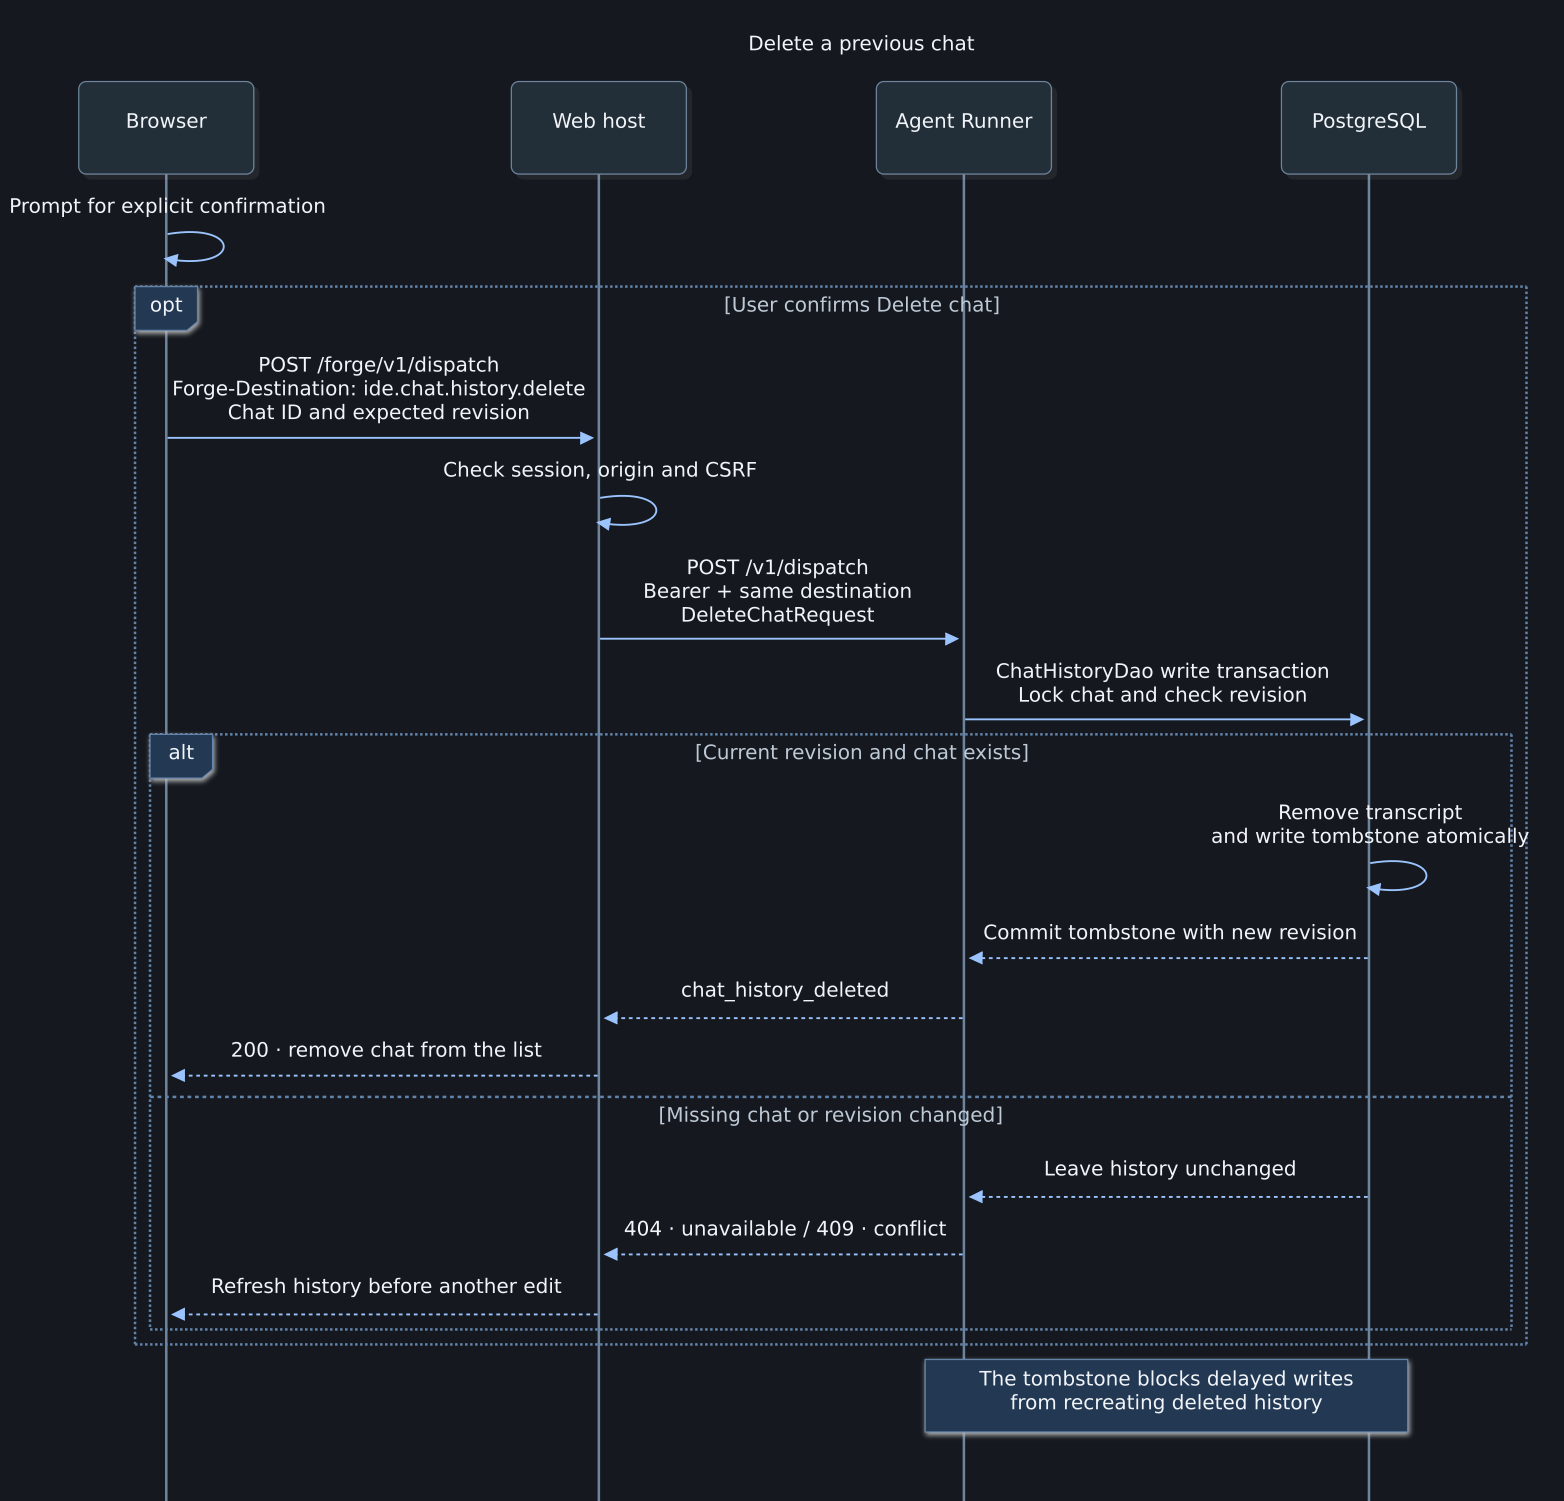 Delete a previous chat
Browser
Web host
Agent Runner
PostgreSQL
Prompt for explicit confirmation
opt
[User confirms Delete chat]
POST /forge/v1/dispatch
Forge-Destination: ide.chat.history.delete
Chat ID and expected revision
Check session, origin and CSRF
POST /v1/dispatch
Bearer + same destination
DeleteChatRequest
ChatHistoryDao write transaction
Lock chat and check revision
alt
[Current revision and chat exists]
Remove transcript
and write tombstone atomically
Commit tombstone with new revision
chat_history_deleted
200 · remove chat from the list
[Missing chat or revision changed]
Leave history unchanged
404 · unavailable / 409 · conflict
Refresh history before another edit
The tombstone blocks delayed writes
from recreating deleted history